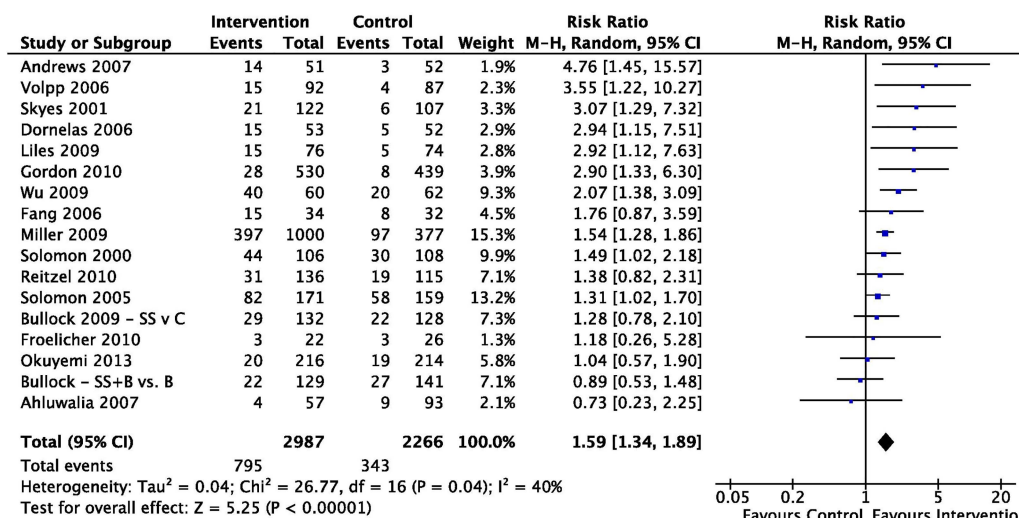 Intervention Control Risk Ratio Risk Ratio
Study or Subgroup Events Total Events Total Weight M-H, Random, 95% CI M-H, Random, 95% CI
Andrews 2007 14 51 3 52 1.9% 4.76 [1.45, 15.57]
Volpp 2006 15 92 4 87 2.3% 3.55 [1.22, 10.27]
Skyes 2001 21 122 6 107 3.4% 3.07 [1.29, 7.32]
Dornelas 2006 15 53 5 52 2.9% 2.94 [1.15, 7.51]
Liles 2009 15 76 5 74 2.8% 2.92 [1.12, 7.63]
Gordon 2010 28 530 8 439 3.9% 2.90 [1.33, 6.30]
Wu 2009 40 60 20 62 9.3% 2.07 [1.38, 3.09]
Fang 2006 15 34 8 32 4.5% 1.76 [0.87, 3.59]
Miller 2009 397 1000 97 377 15.3% 1.54 [1.28, 1.86]
Solomon 2000 44 106 30 108 9.9% 1.49 [1.02, 2.18]
Reitzel 2010 31 136 19 115 7.1% 1.38 [0.82, 2.31]
Solomon 2005 82 171 58 159 13.2% 1.31 [1.02, 1.70]
Bullock 2009 - SS v C 29 132 22 128 7.3% 1.28 [0.78, 2.10]
Froelicher 2010 3 22 3 26 1.3% 1.18 [0.26, 5.28]
Okuyemi 2013 20 216 19 214 5.8% 1.04 [0.57, 1.90]
Bullock - SS+B vs. B 22 129 27 141 7.1% 0.89 [0.53, 1.48]
Ahluwalia 2007 4 57 9 93 2.1% 0.73 [0.23, 2.25]
Total (95% CI) 2987 2266 100.0% 1.59 [1.34, 1.89]
Total events 795 343
Heterogeneity: Tau² = 0.04; Chi² = 26.77, df = 16 (P = 0.04); I² = 40%
Test for overall effect: Z = 5.25 (P < 0.00001)
0.05 0.2 1 5 20
Favours Control Favours Interventio